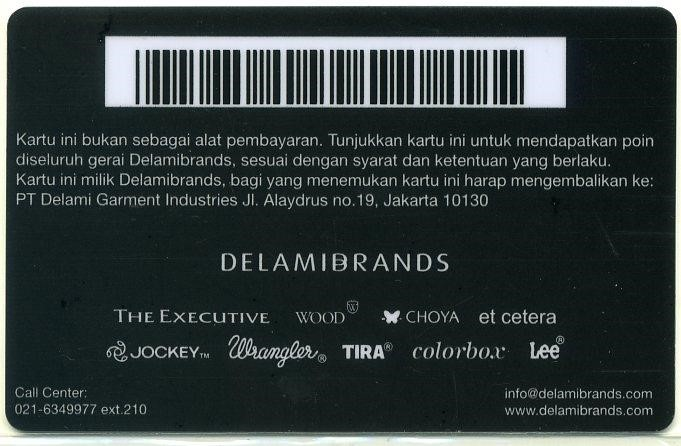 Kartu ini bukan sebagai alat pembayaran. Tunjukkan kartu ini untuk mendapatkan poin
diseluruh gerai Delamibrands, sesuai dengan syarat dan ketentuan yang berlaku.
Kartu ini milik Delamibrands, bagi yang menemukan kartu ini harap mengembalikan ke:
PT Delami Garment Industries Jl. Alaydrus no.19, Jakarta 10130
DELAMIBRANDS
THE EXECUTIVE WOOD W CHOYA et cetera
JOCKEY™ Wrangler® TIRA® colorbox Lee®
Call Center: info@delamibrands.com
021-6349977 ext.210 www.delamibrands.com